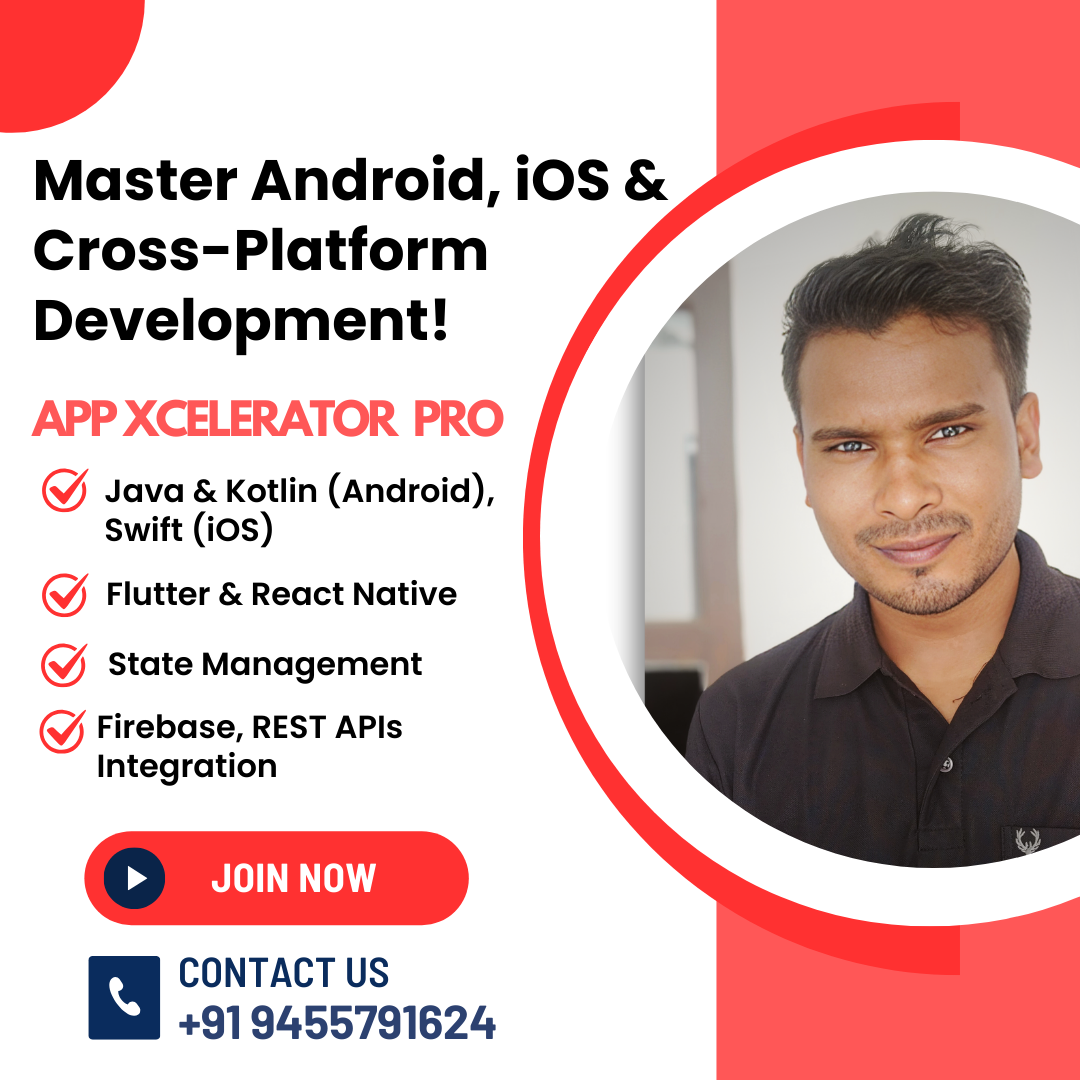 Master Android, iOS &
Cross-Platform
Development!
APP XCELERATOR PRO
Java & Kotlin (Android),
Swift (iOS)
Flutter & React Native
State Management
Firebase, REST APIs
Integration
JOIN NOW
CONTACT US
+91 9455791624